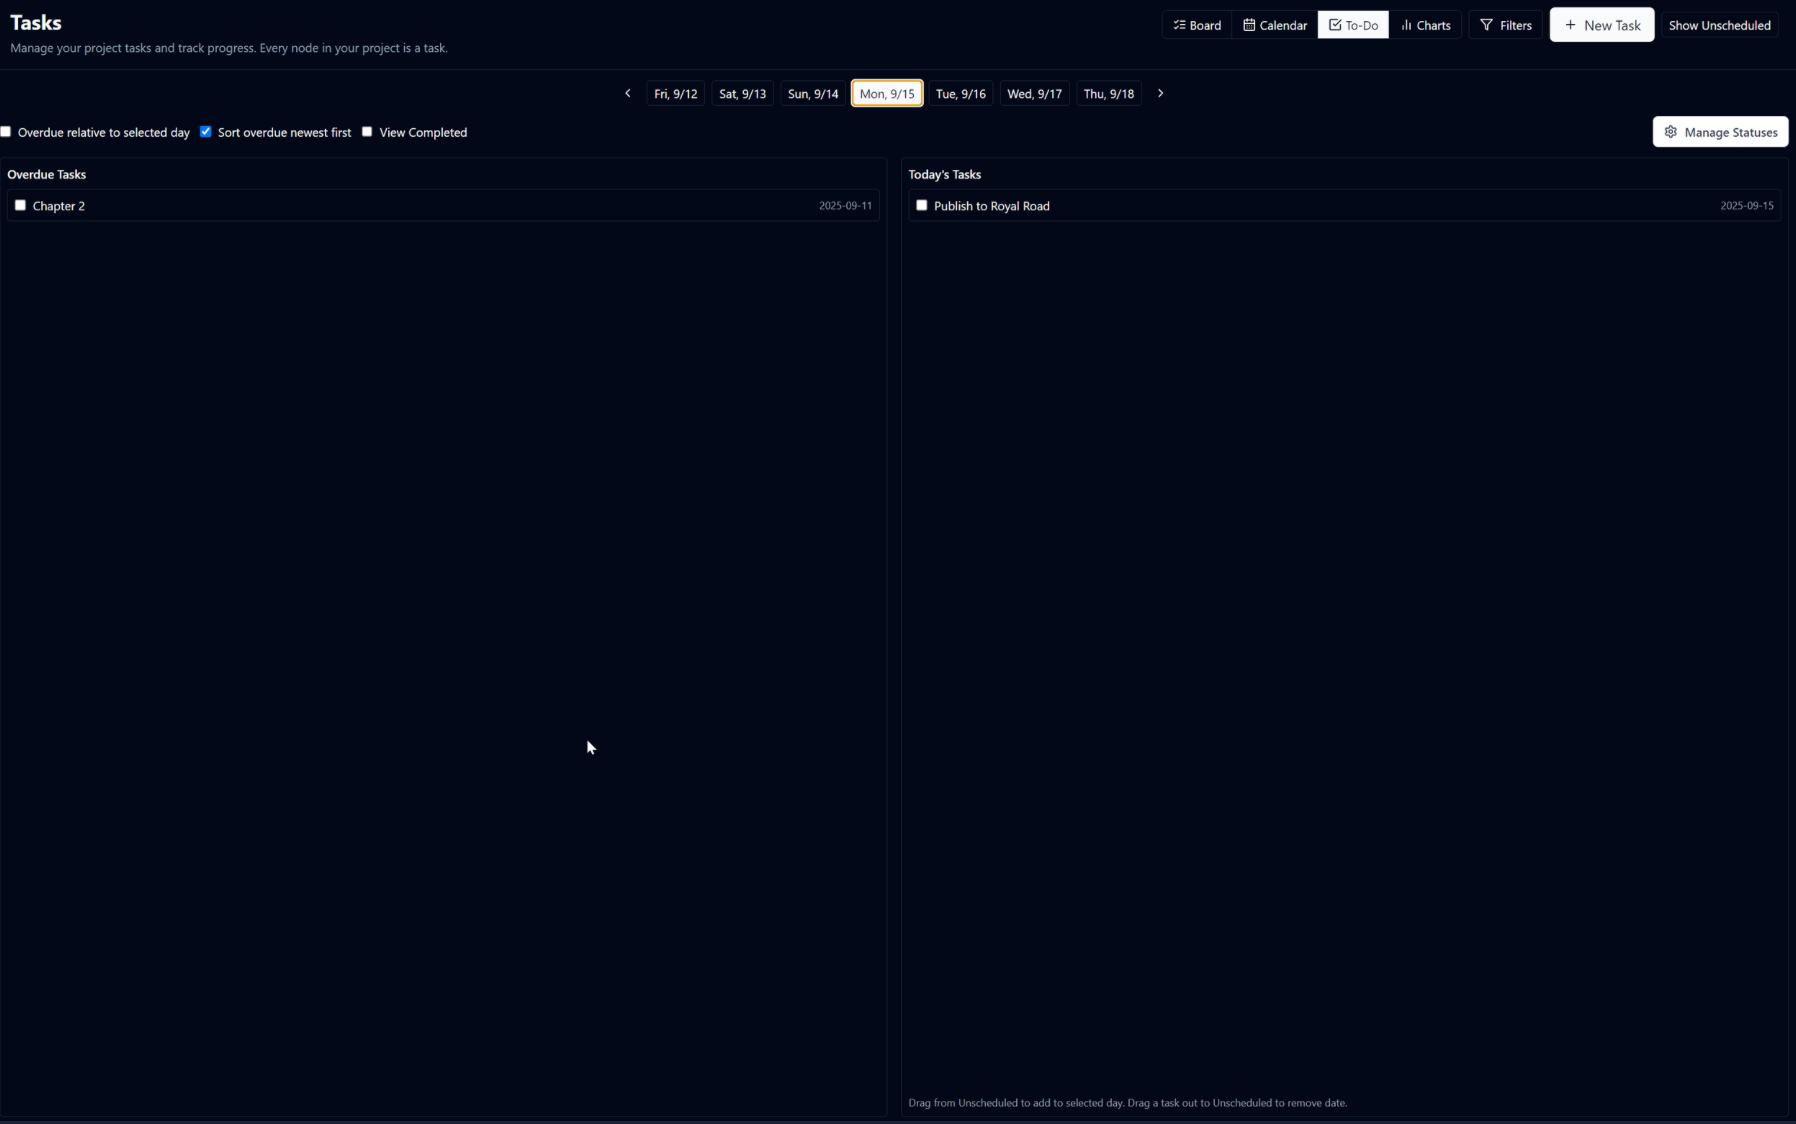 Tasks
Manage your project tasks and track progress. Every node in your project is a task.
Board Calendar To-Do Charts Filters + New Task Show Unscheduled
Fri, 9/12 Sat, 9/13 Sun, 9/14 Mon, 9/15 Tue, 9/16 Wed, 9/17 Thu, 9/18
Overdue relative to selected day Sort overdue newest first View Completed Manage Statuses
Overdue Tasks
Chapter 2 2025-09-11
Today's Tasks
Publish to Royal Road 2025-09-15
Drag from Unscheduled to add to selected day. Drag a task out to Unscheduled to remove date.